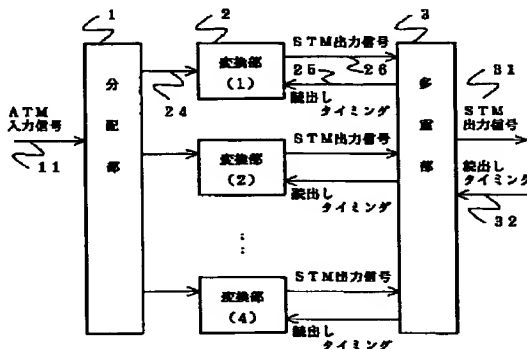 1
2
3
STM出力信号
変換部
(1)
25
26
31
分配部
24
読出し
タイミング
多重部
ATM
入力信号
STM
出力信号
11
STM出力信号
変換部
(2)
読出し
タイミング
読出し
タイミング
32
STM出力信号
変換部
(4)
読出し
タイミング